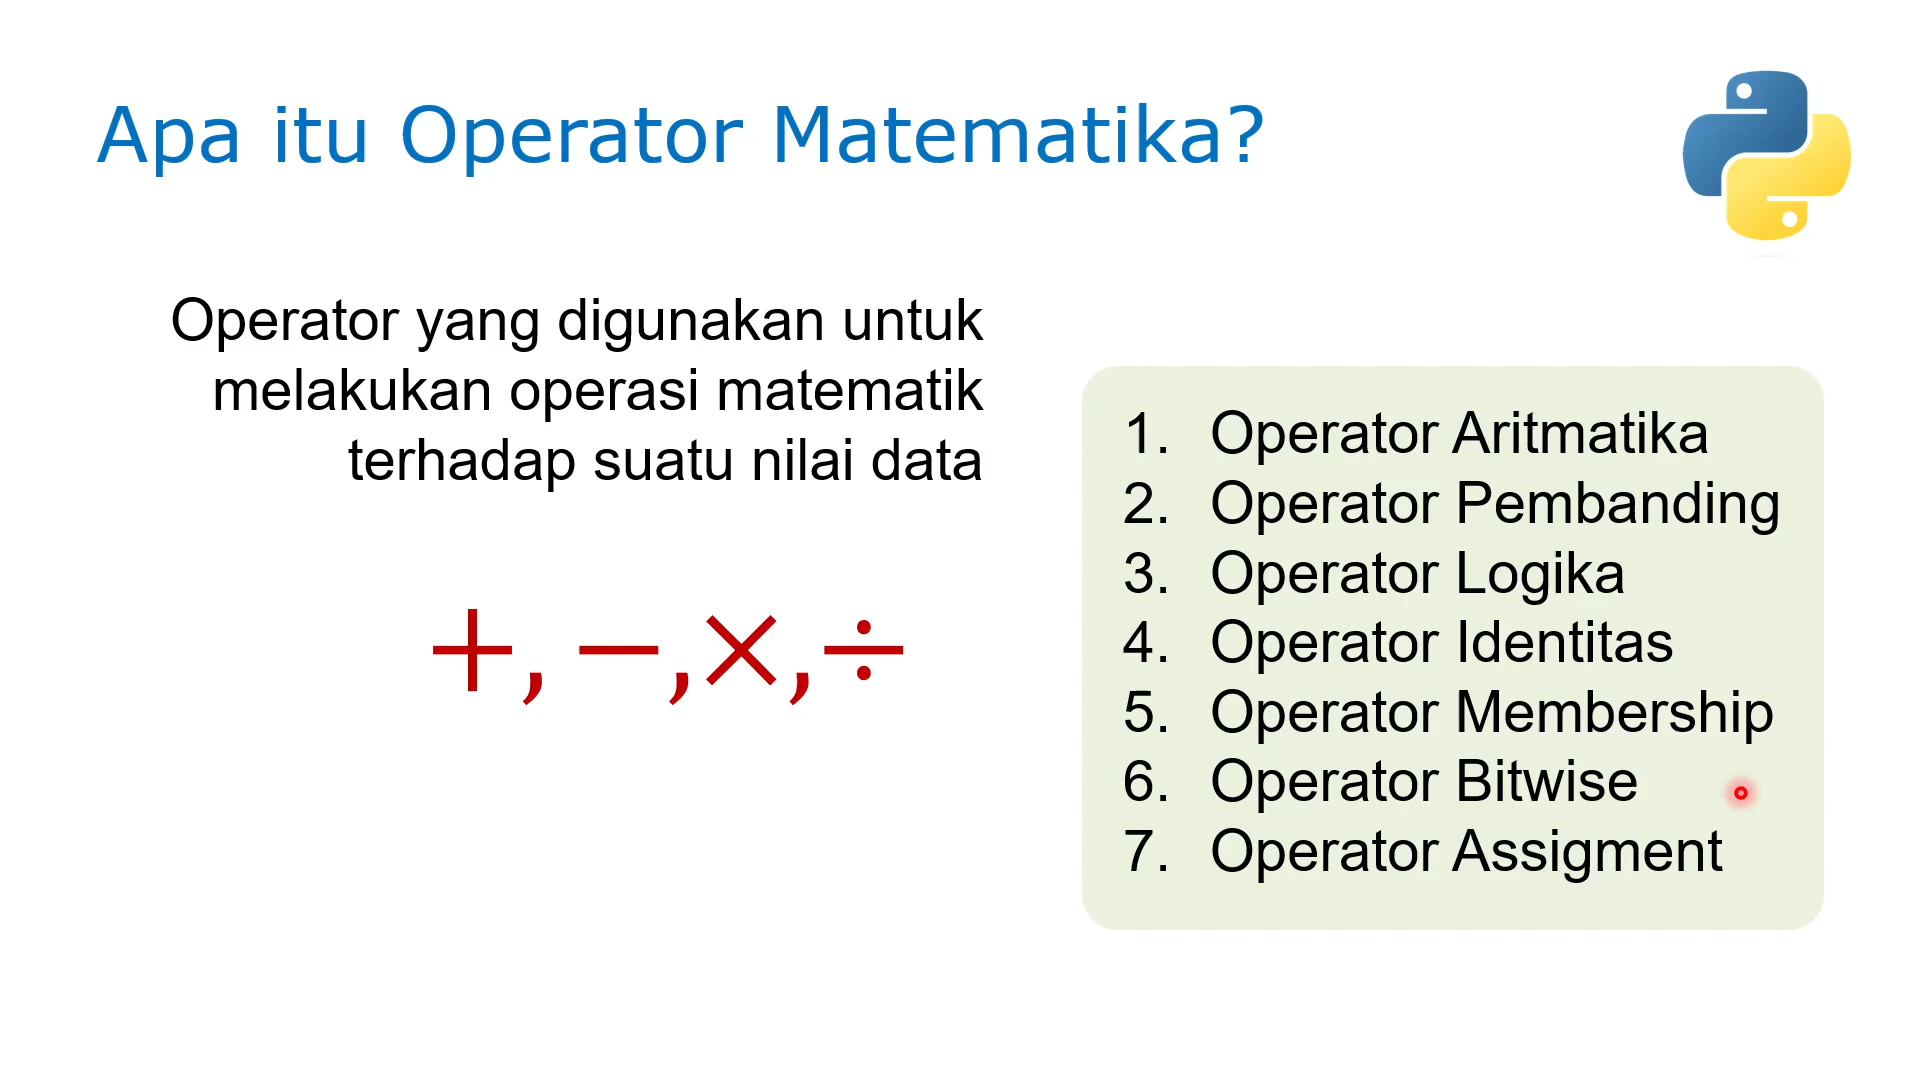 Apa itu Operator Matematika?
Operator yang digunakan untuk
melakukan operasi matematik
terhadap suatu nilai data
+, −,×,÷
1. Operator Aritmatika
2. Operator Pembanding
3. Operator Logika
4. Operator Identitas
5. Operator Membership
6. Operator Bitwise
7. Operator Assigment